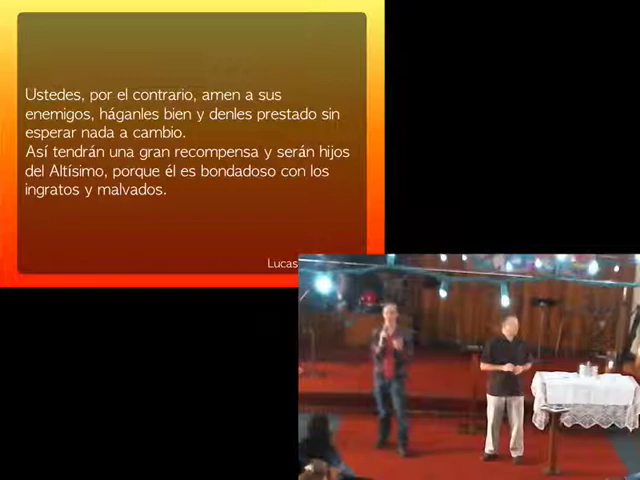 Ustedes, por el contrario, amen a sus
enemigos, háganles bien y denles prestado sin
esperar nada a cambio.
Así tendrán una gran recompensa y serán hijos
del Altísimo, porque él es bondadoso con los
ingratos y malvados.
Lucas